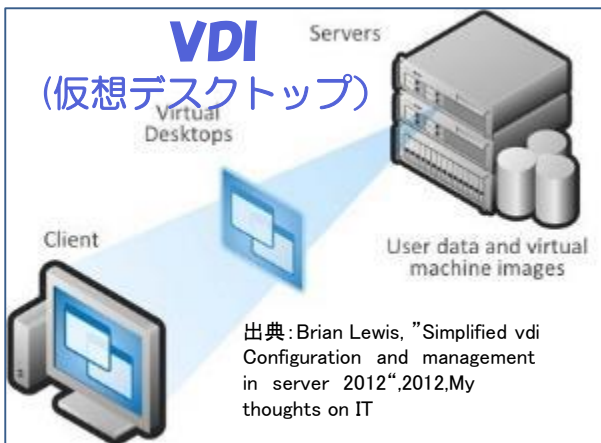 VDI
(仮想デスクトップ)
Servers
Virtual
Desktops
Client
User data and virtual
machine images
出典:Brian Lewis, ”Simplified vdi
Configuration and management
in server 2012“,2012,My
thoughts on IT